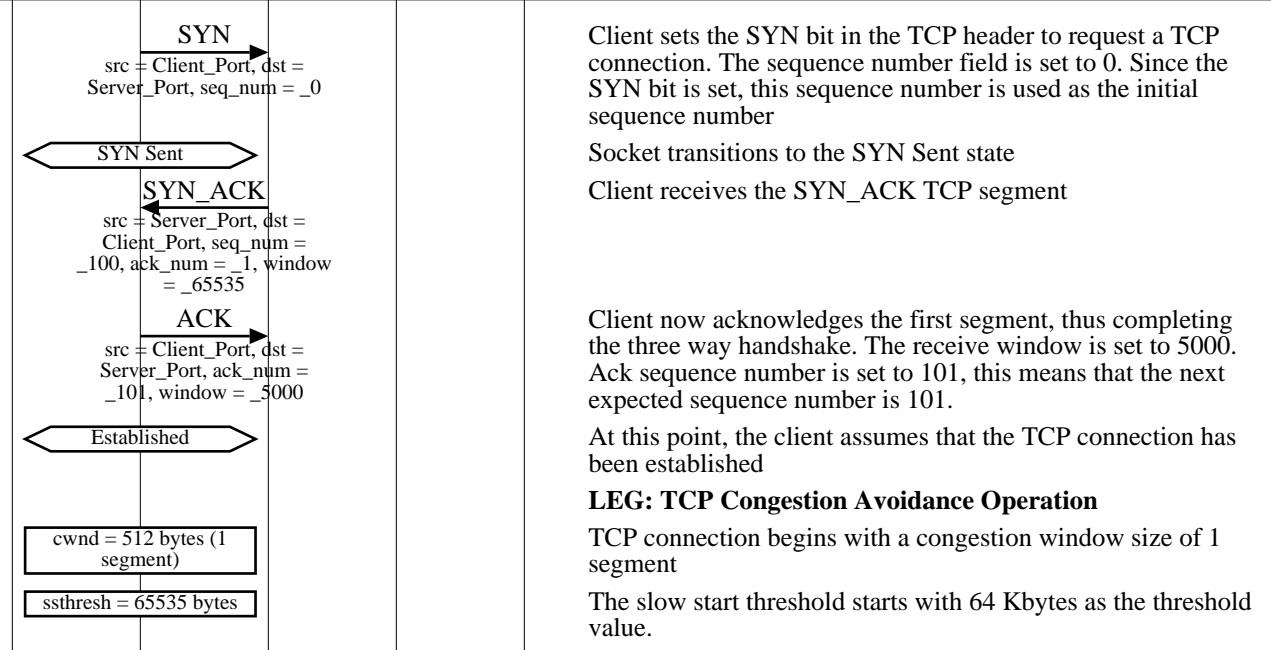 SYN
src = Client_Port, dst =
Server_Port, seq_num = _0
Client sets the SYN bit in the TCP header to request a TCP
connection. The sequence number field is set to 0. Since the
SYN bit is set, this sequence number is used as the initial
sequence number
SYN Sent
Socket transitions to the SYN Sent state
SYN_ACK
src = Server_Port, dst =
Client_Port, seq_num =
_100, ack_num = _1, window
= _65535
Client receives the SYN_ACK TCP segment
ACK
src = Client_Port, dst =
Server_Port, ack_num =
_101, window = _5000
Client now acknowledges the first segment, thus completing
the three way handshake. The receive window is set to 5000.
Ack sequence number is set to 101, this means that the next
expected sequence number is 101.
Established
At this point, the client assumes that the TCP connection has
been established
LEG: TCP Congestion Avoidance Operation
cwnd = 512 bytes (1
segment)
TCP connection begins with a congestion window size of 1
segment
ssthresh = 65535 bytes
The slow start threshold starts with 64 Kbytes as the threshold
value.